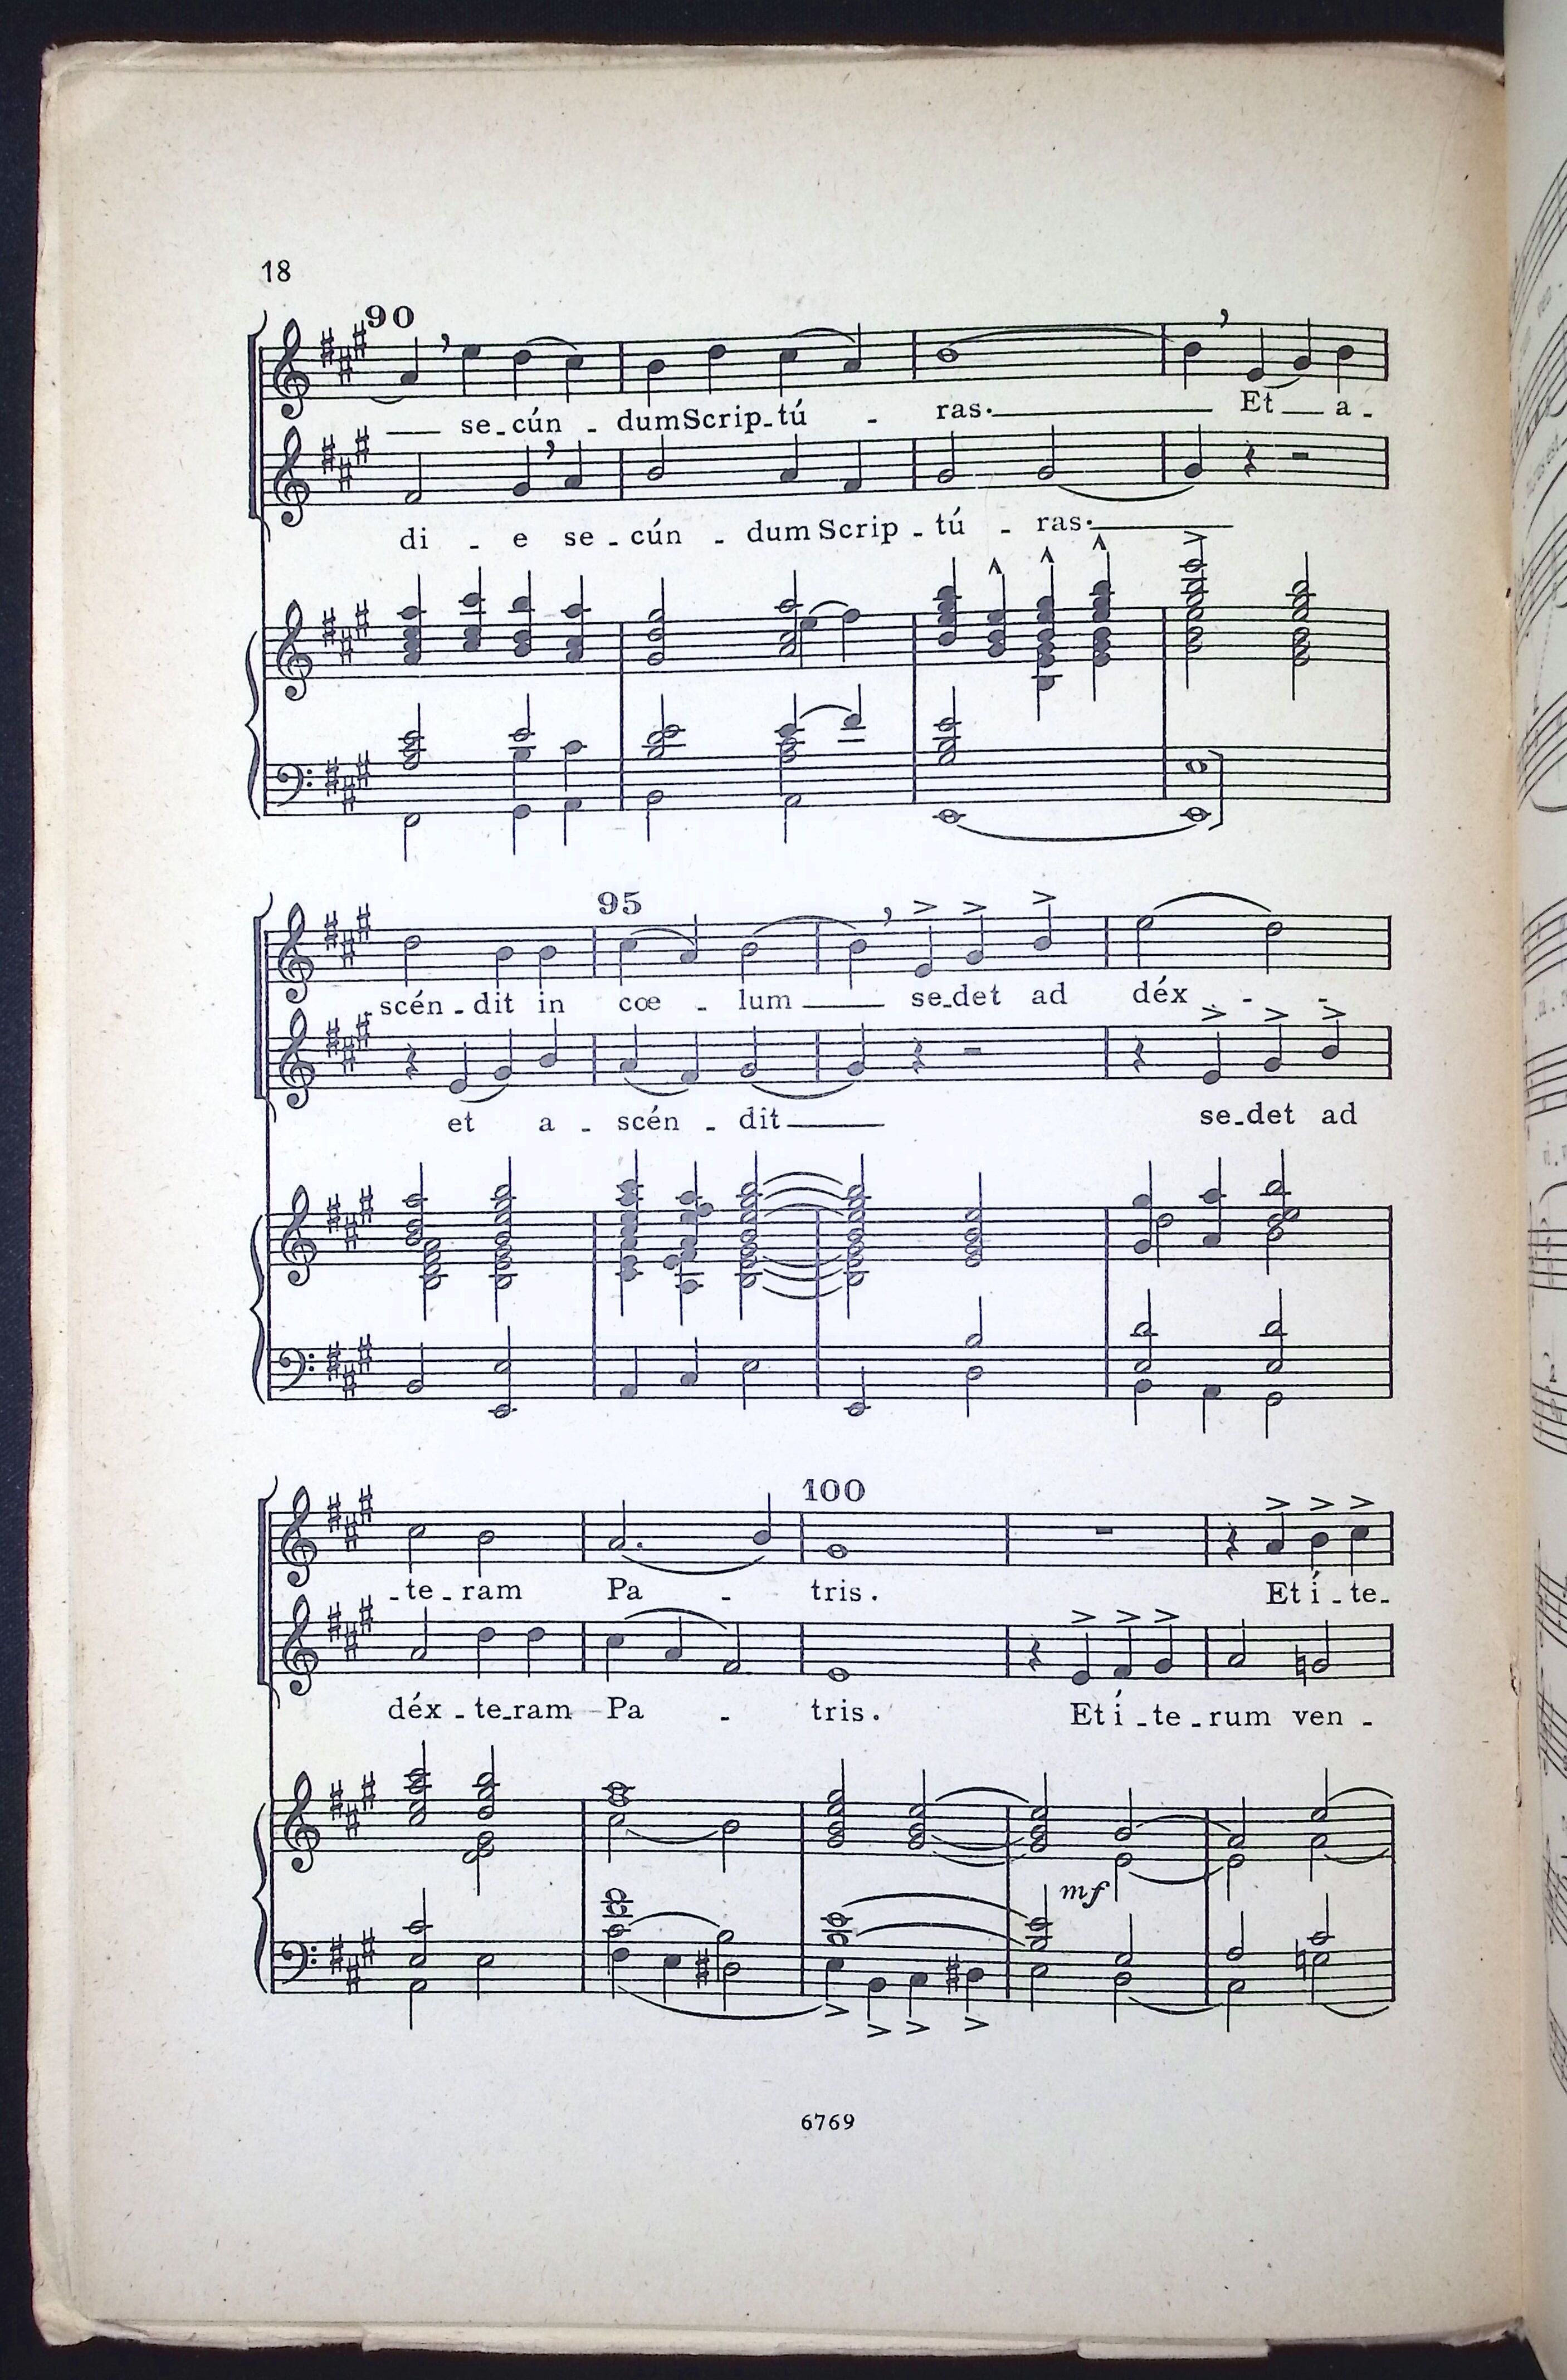 18
90
se-cún - dum Scrip-tú - ras. Et a-
di - e se-cún - dum Scrip-tú - ras.
95
-scén-dit in cœ - lum se-det ad déx - -
et a - scén - dit se-det ad
100
-te-ram Pa - tris. Et í-te-
déx-te-ram Pa - tris. Et í-te-rum ven-
mf
6769